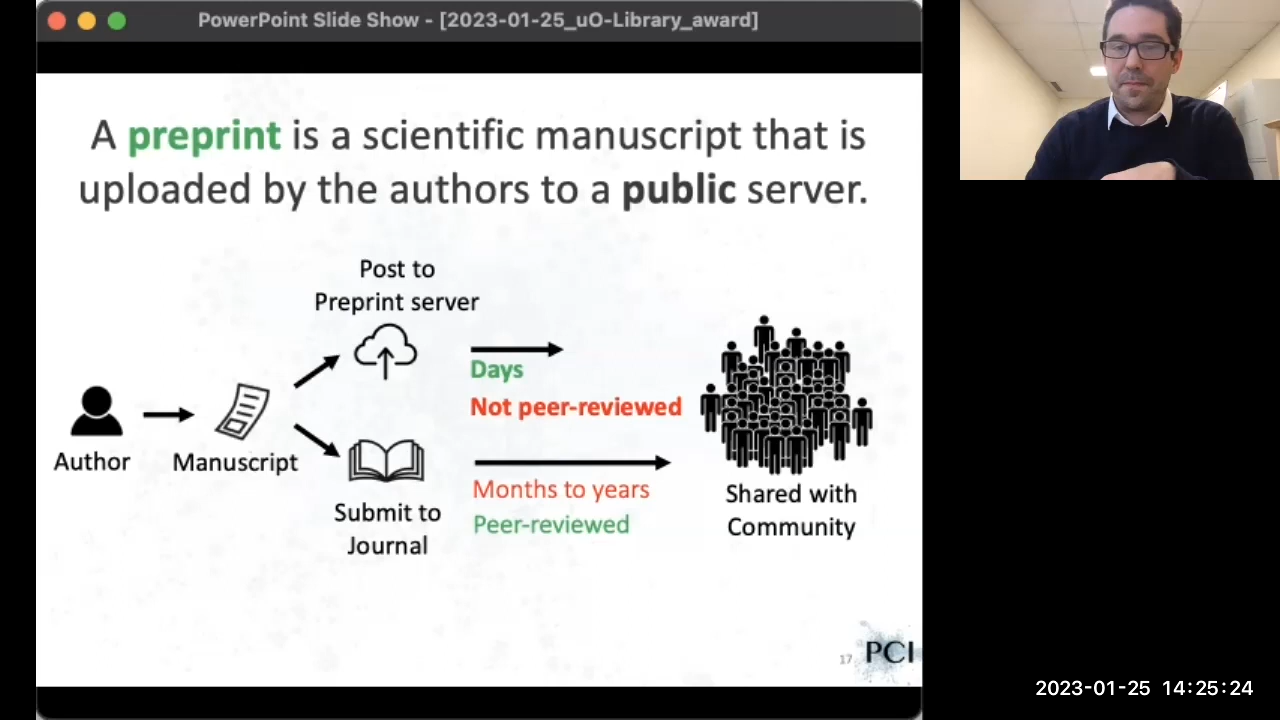 PowerPoint Slide Show - [2023-01-25_uO-Library_award]
A preprint is a scientific manuscript that is
uploaded by the authors to a public server.
Post to
Preprint server
Days
Not peer-reviewed
Author
Manuscript
Months to years
Peer-reviewed
Submit to
Journal
Shared with
Community
17
PCI
2023-01-25 14:25:24